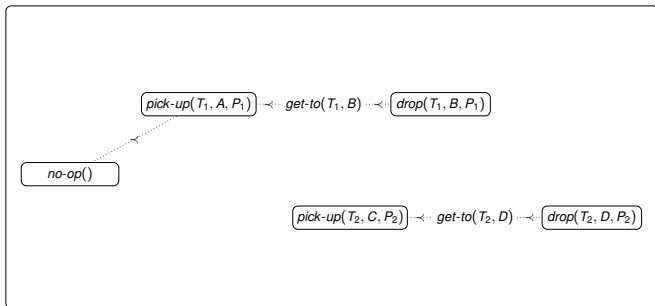 pick-up(T₁, A, P₁) ≺ get-to(T₁, B) ≺ drop(T₁, B, P₁)
≺
no-op()
pick-up(T₂, C, P₂) ≺ get-to(T₂, D) ≺ drop(T₂, D, P₂)